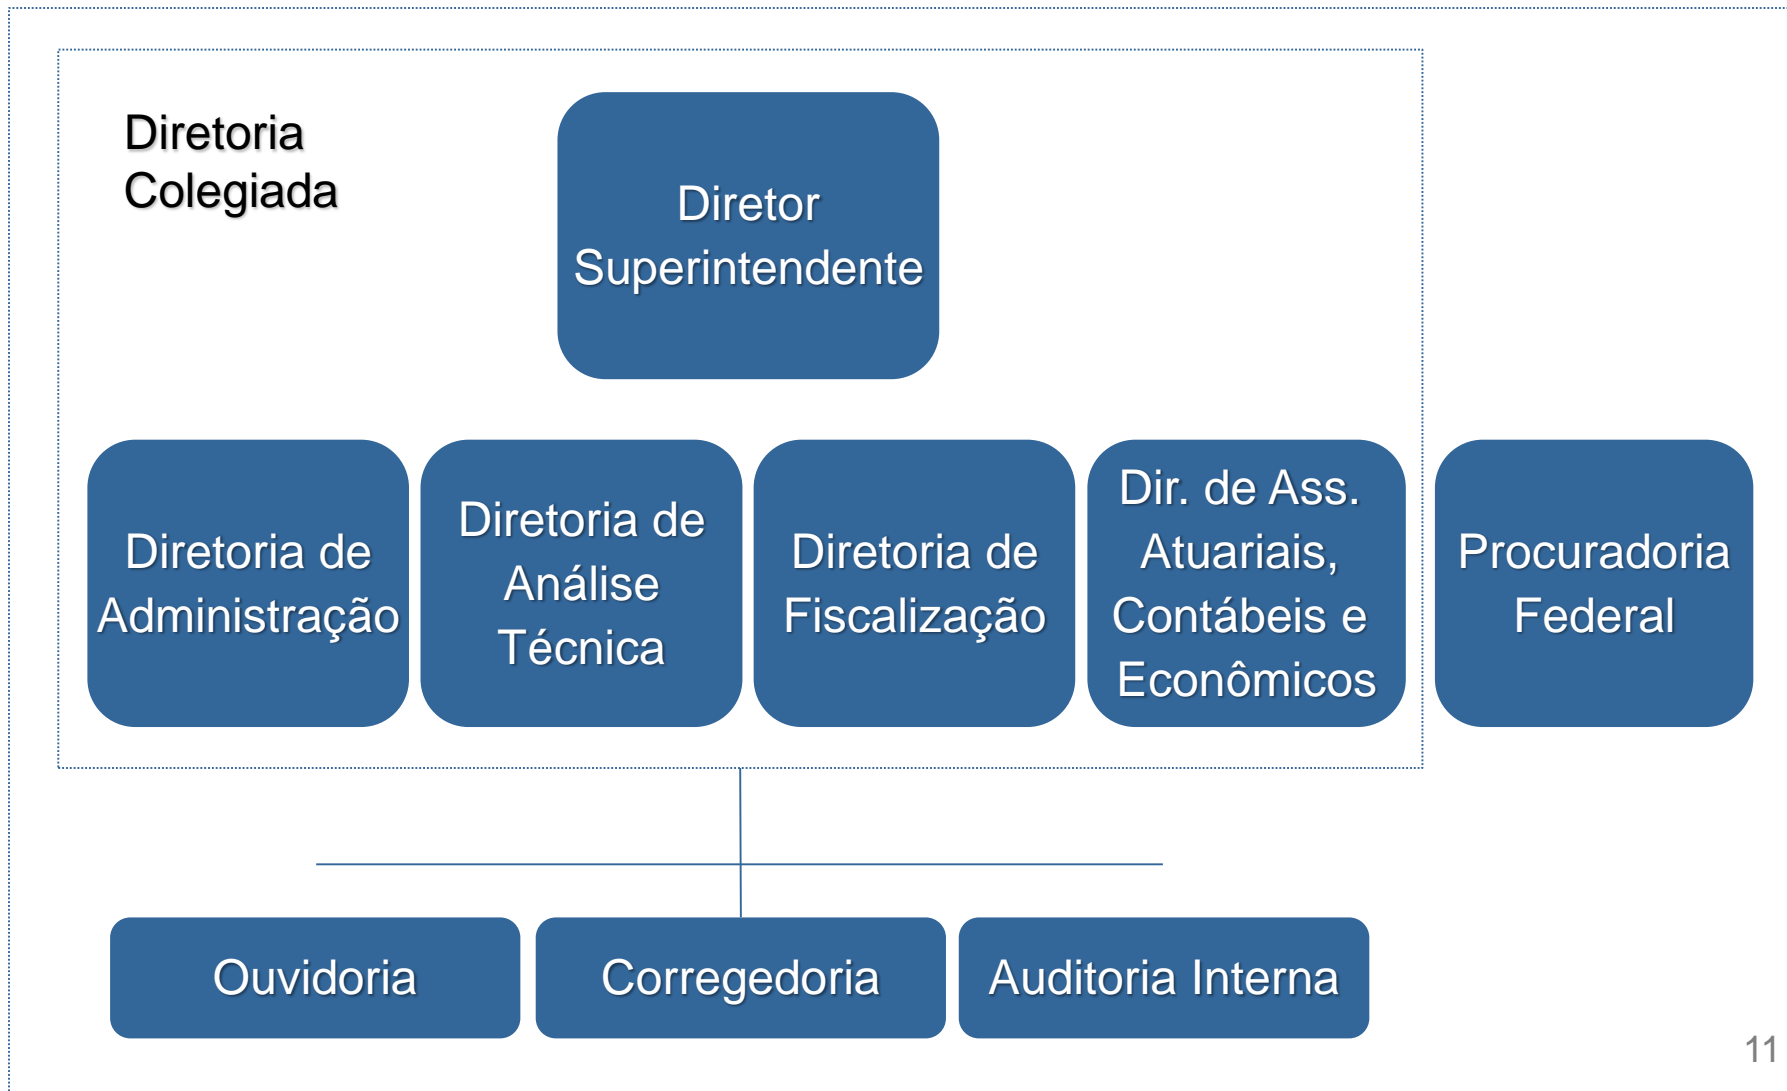 Diretoria
Colegiada
Diretor
Superintendente
Diretoria de
Administração
Diretoria de
Análise
Técnica
Diretoria de
Fiscalização
Dir. de Ass.
Atuariais,
Contábeis e
Econômicos
Procuradoria
Federal
Ouvidoria
Corregedoria
Auditoria Interna
11